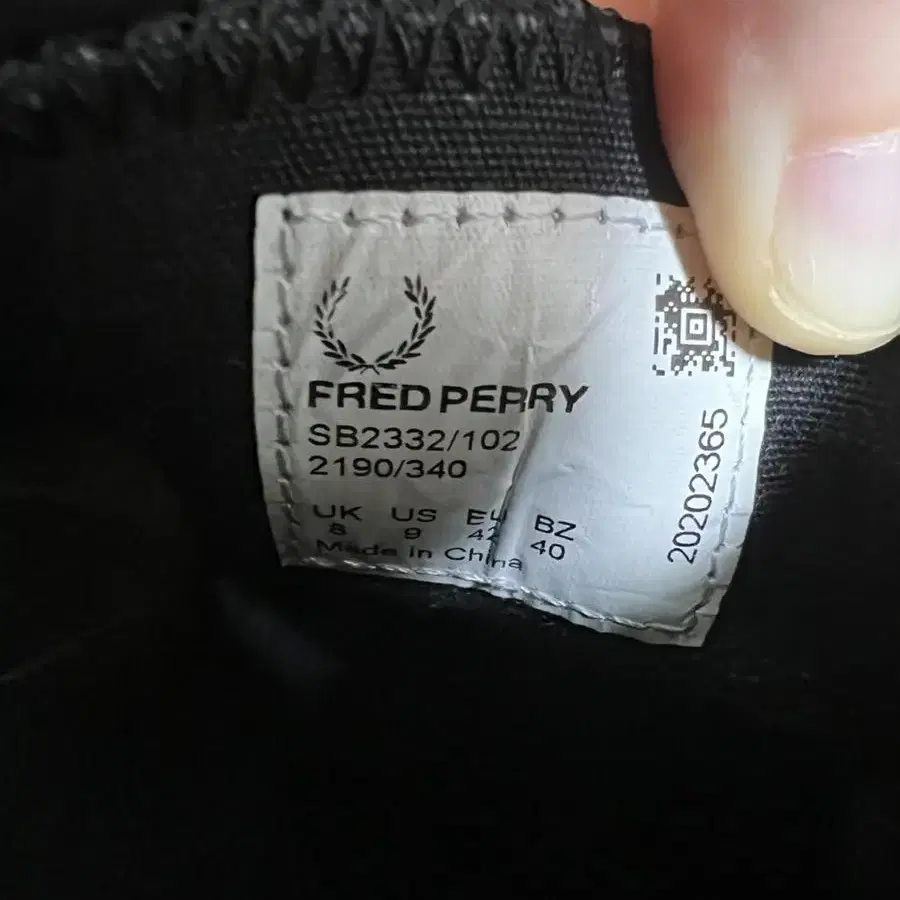 FRED PERRY
SB2332/102
2190/340
UK US EU BZ
8 9 42 40
Made in China
20202365